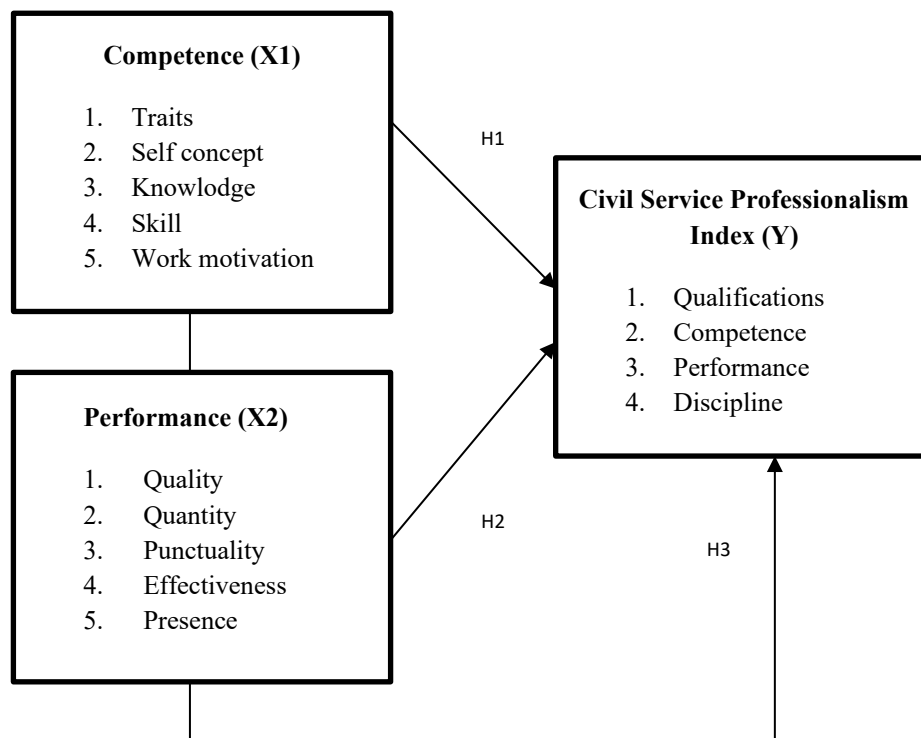 Competence (X1)
1. Traits
2. Self concept
3. Knowlodge
4. Skill
5. Work motivation
H1
Civil Service Professionalism
Index (Y)
1. Qualifications
2. Competence
3. Performance
4. Discipline
Performance (X2)
1. Quality
2. Quantity
3. Punctuality
4. Effectiveness
5. Presence
H2
H3